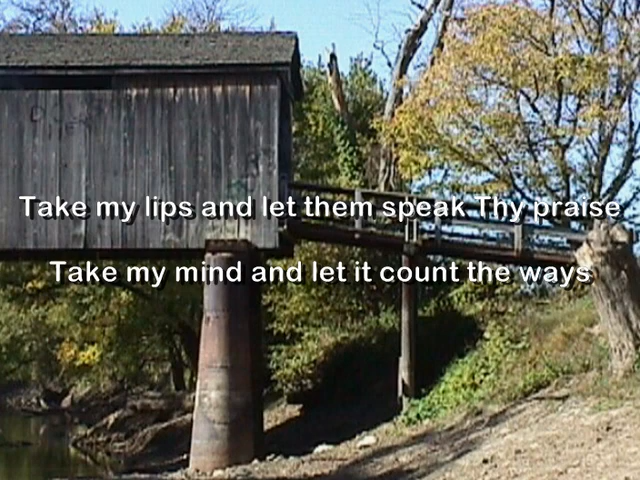 Take my lips and let them speak Thy praise
Take my mind and let it count the ways